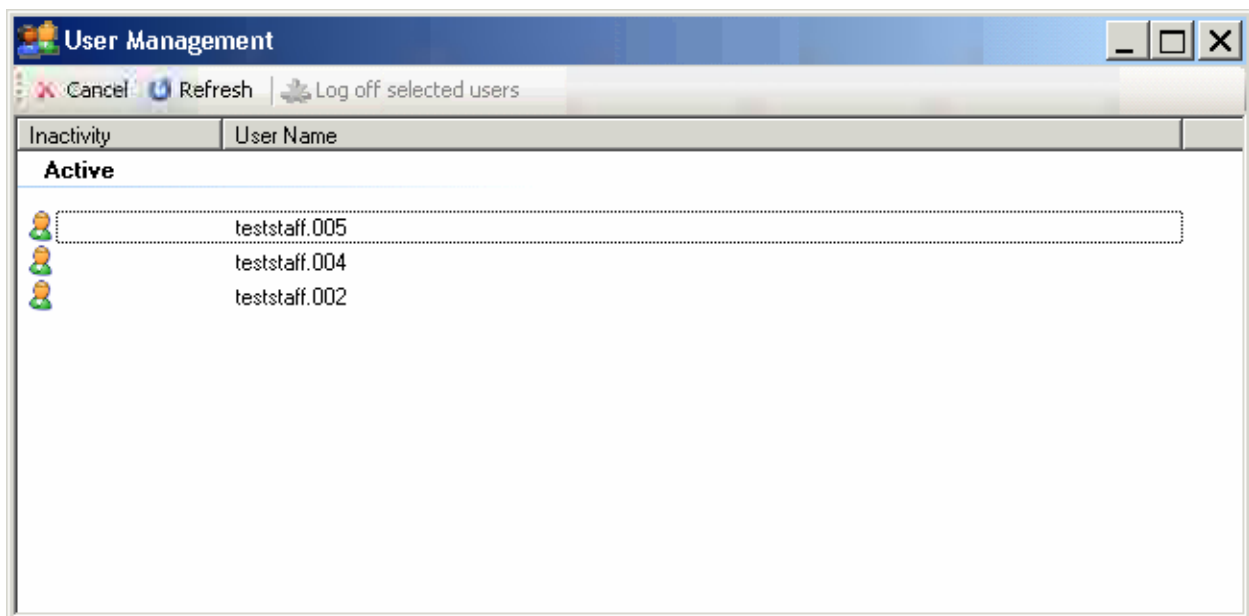 User Management
Cancel Refresh Log off selected users
Inactivity User Name
Active
teststaff.005
teststaff.004
teststaff.002